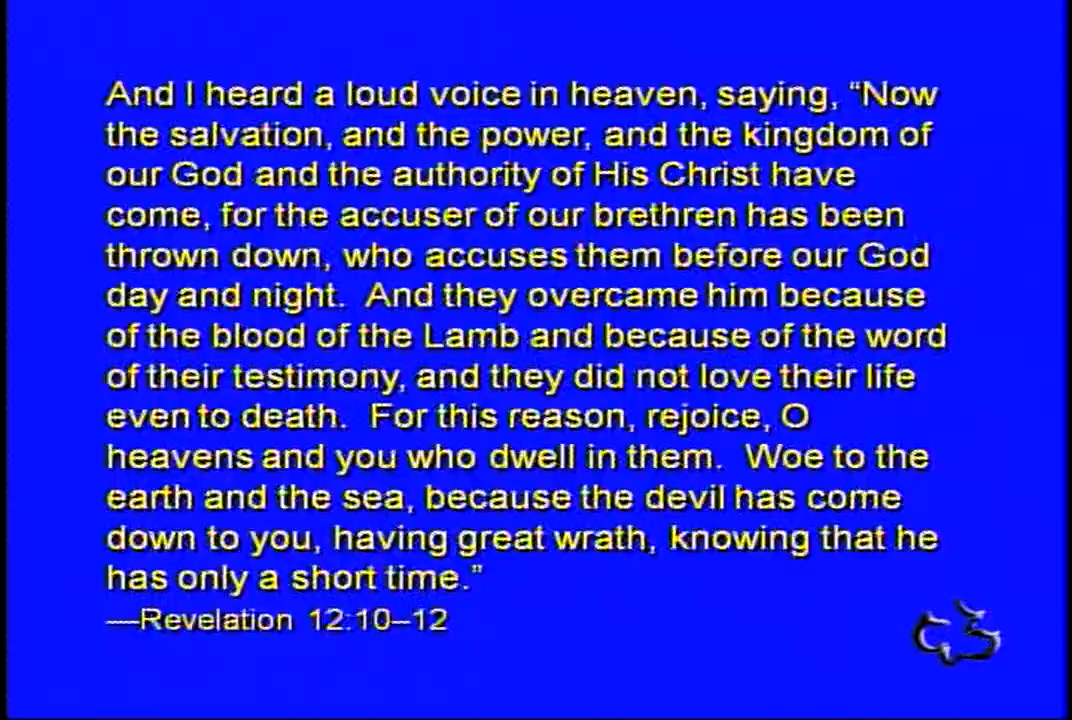 And I heard a loud voice in heaven, saying, “Now
the salvation, and the power, and the kingdom of
our God and the authority of His Christ have
come, for the accuser of our brethren has been
thrown down, who accuses them before our God
day and night.  And they overcame him because
of the blood of the Lamb and because of the word
of their testimony, and they did not love their life
even to death.  For this reason, rejoice, O
heavens and you who dwell in them.  Woe to the
earth and the sea, because the devil has come
down to you, having great wrath, knowing that he
has only a short time.”
—Revelation 12:10–12